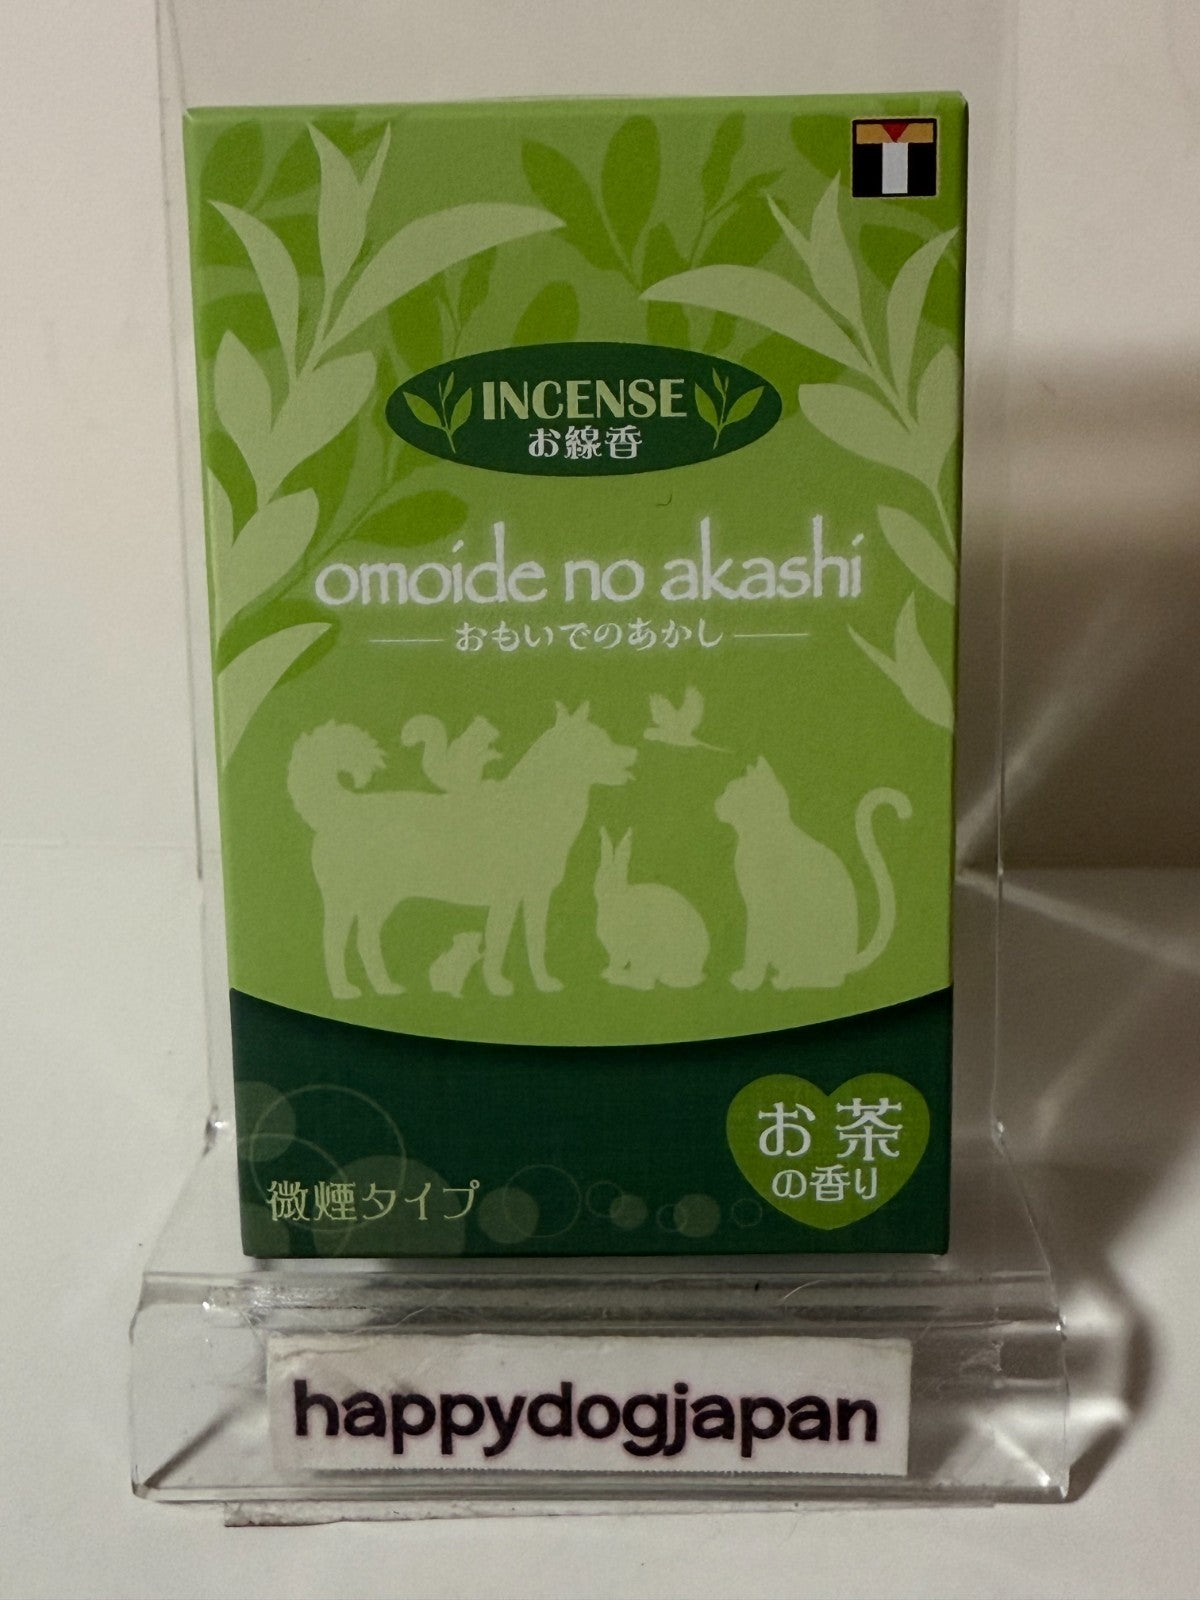 INCENSE
お線香
omoide no akashi
おもいでのあかし
お茶
の香り
微煙タイプ
happydogjapan